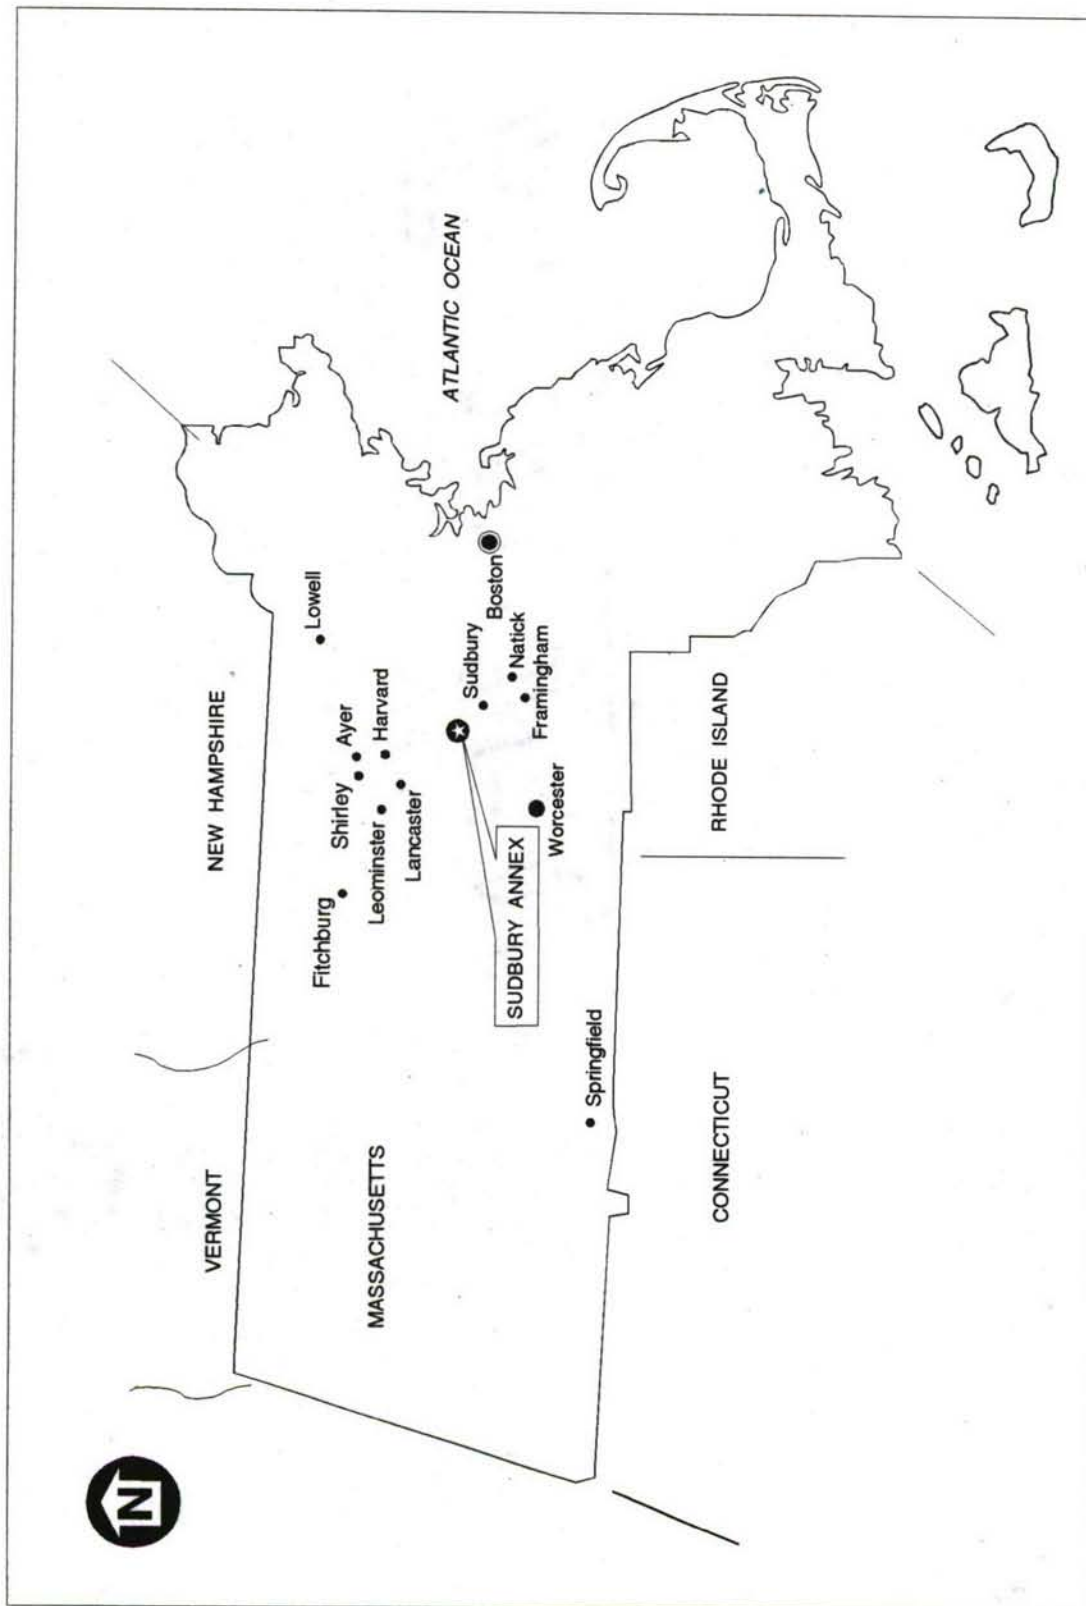 VERMONT
NEW HAMPSHIRE
Lowell
Fitchburg
Shirley
Ayer
Leominster
Harvard
Lancaster
MASSACHUSETTS
ATLANTIC OCEAN
Sudbury
Boston
SUDBURY ANNEX
Natick
Framingham
Worcester
Springfield
CONNECTICUT
RHODE ISLAND
N